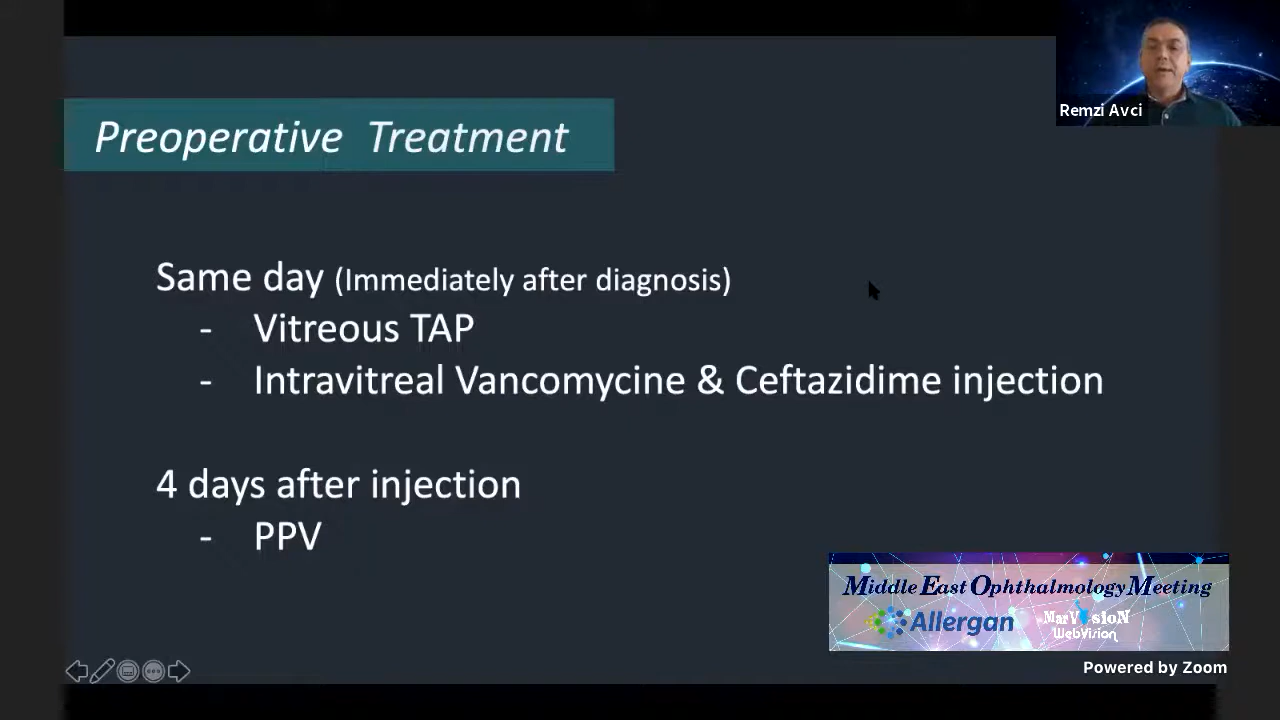 Remzi Avci
Preoperative Treatment
Same day (Immediately after diagnosis)
- Vitreous TAP
- Intravitreal Vancomycine & Ceftazidime injection
4 days after injection
- PPV
Middle East Ophthalmology Meeting
Allergan
MarVision
WebVision
Powered by Zoom